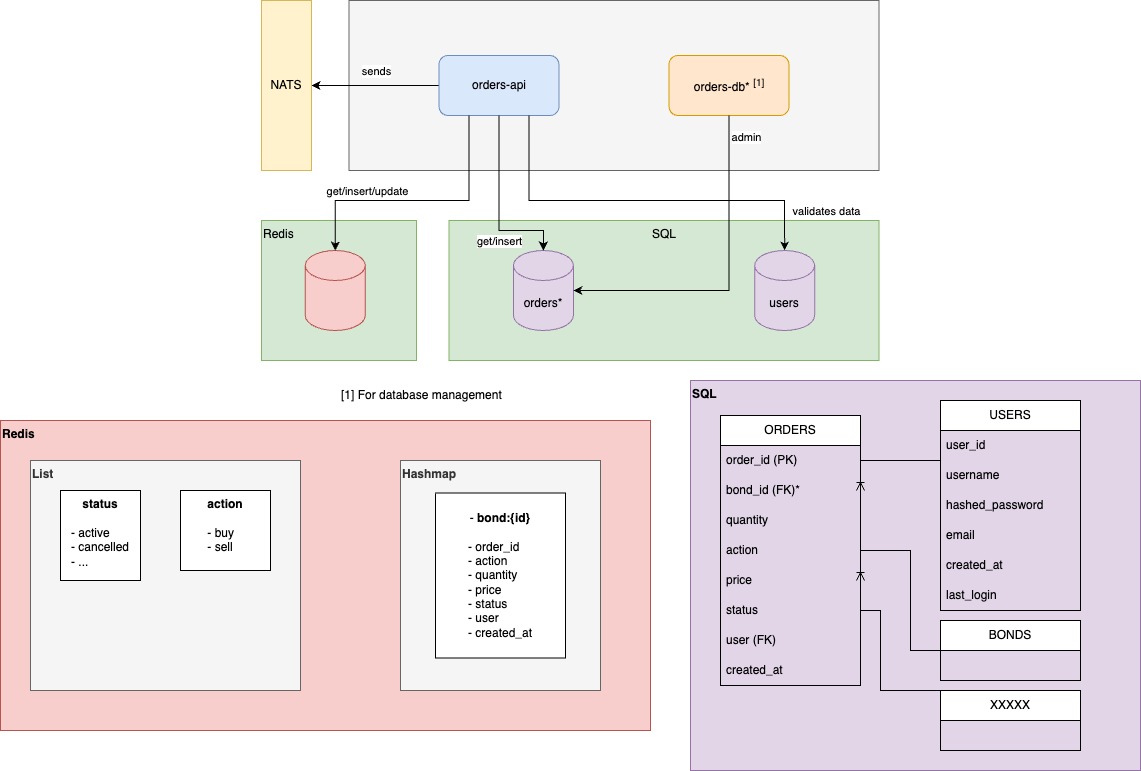 NATS
sends
orders-api
orders-db* [1]
admin
get/insert/update
validates data
Redis
get/insert
SQL
orders*
users
[1] For database management
Redis
List
status
- active
- cancelled
- ...
action
- buy
- sell
Hashmap
- bond:{id}
- order_id
- action
- quantity
- price
- status
- user
- created_at
SQL
ORDERS
order_id (PK)
bond_id (FK)*
quantity
action
price
status
user (FK)
created_at
USERS
user_id
username
hashed_password
email
created_at
last_login
BONDS
XXXXX